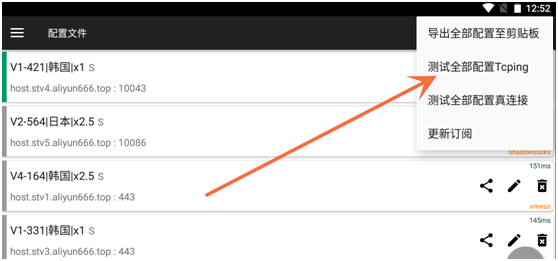 12:52
配置文件
导出全部配置至剪贴板
测试全部配置Tcping
测试全部配置真连接
更新订阅
V1-421|韩国|x1 S
host.stv4.aliyun666.top : 10043
V2-564|日本|x2.5 S
host.stv5.aliyun666.top : 10086
shadowsocks
V4-164|韩国|x2.5 S
151ms
host.stv1.aliyun666.top : 443
vmess
V1-331|韩国|x1 S
145ms
host.stv3.aliyun666.top : 443